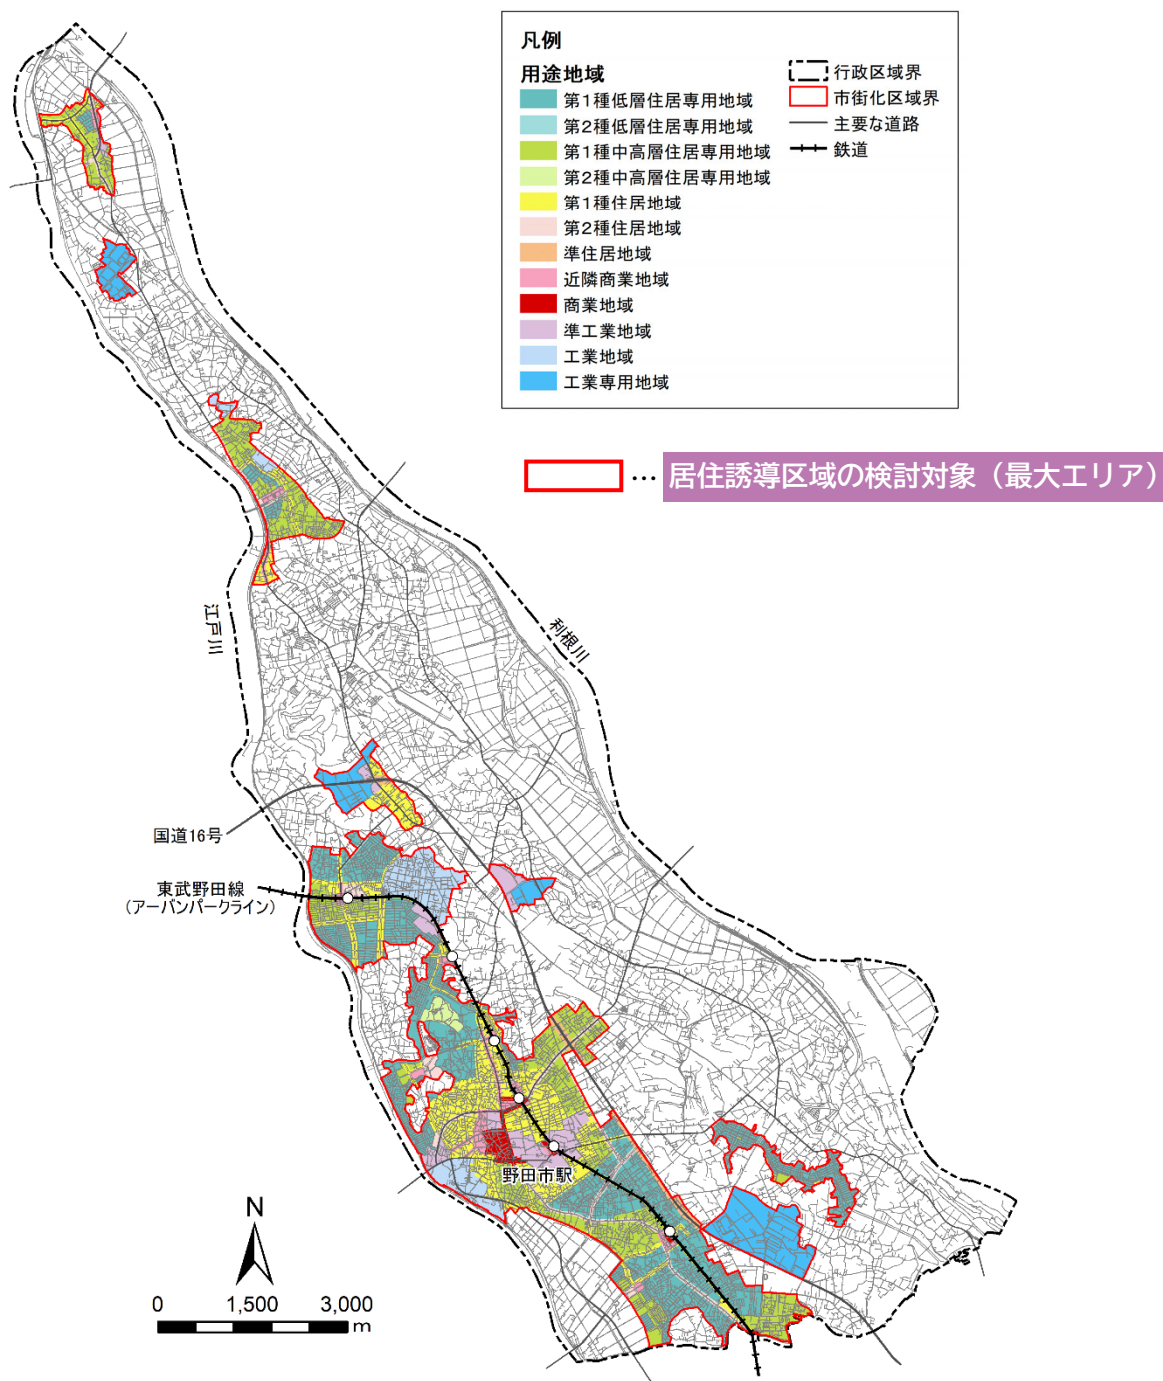 凡例
用途地域
第1種低層住居専用地域
第2種低層住居専用地域
第1種中高層住居専用地域
第2種中高層住居専用地域
第1種住居地域
第2種住居地域
準住居地域
近隣商業地域
商業地域
準工業地域
工業地域
工業専用地域
行政区域界
市街化区域界
主要な道路
鉄道
… 居住誘導区域の検討対象（最大エリア）
江戸川
利根川
国道16号
東武野田線
（アーバンパークライン）
野田市駅
N
0 1,500 3,000
m